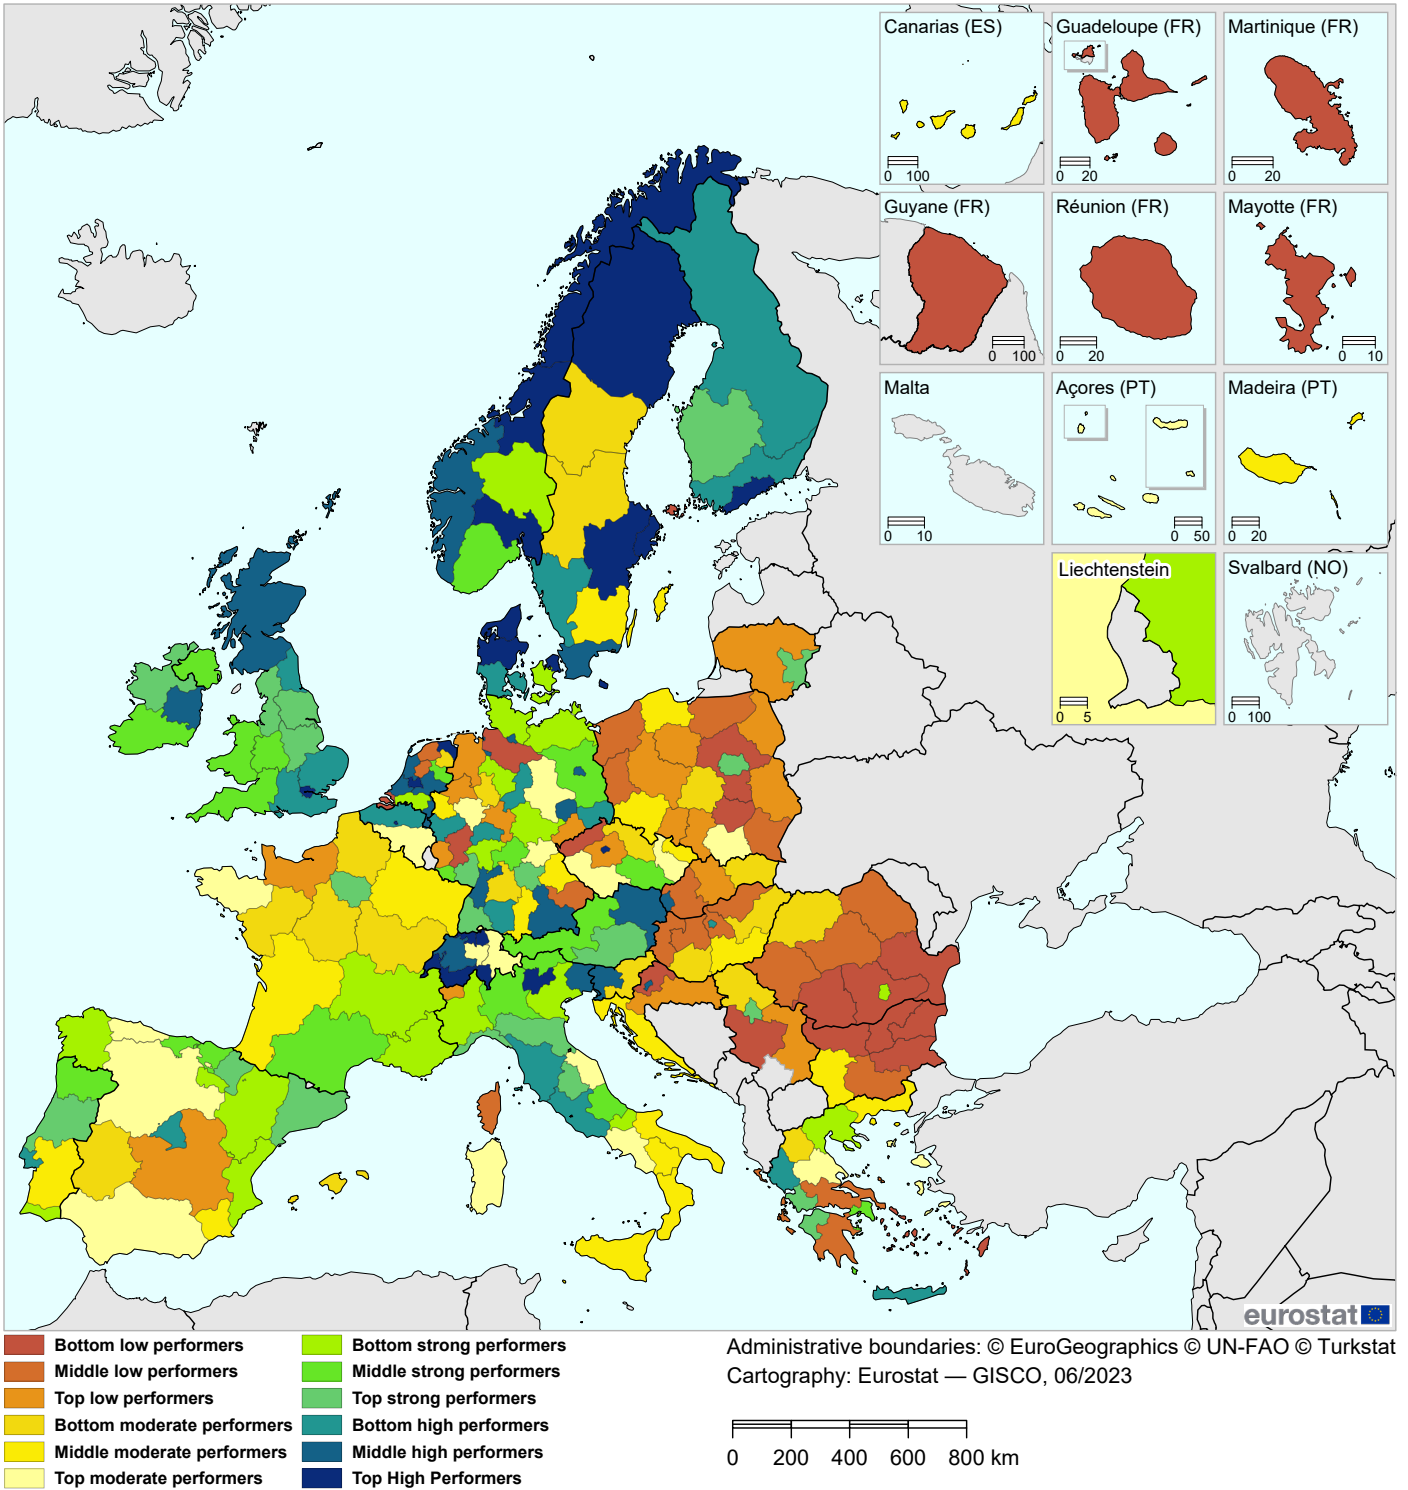 Canarias (ES)
0 100
Guadeloupe (FR)
0 20
Martinique (FR)
0 20
Guyane (FR)
0 100
Réunion (FR)
0 20
Mayotte (FR)
0 10
Malta
0 10
Açores (PT)
0 50
Madeira (PT)
0 20
Liechtenstein
0 5
Svalbard (NO)
0 100
eurostat
Bottom low performers
Middle low performers
Top low performers
Bottom moderate performers
Middle moderate performers
Top moderate performers
Bottom strong performers
Middle strong performers
Top strong performers
Bottom high performers
Middle high performers
Top High Performers
Administrative boundaries: © EuroGeographics © UN-FAO © Turkstat
Cartography: Eurostat — GISCO, 06/2023
0 200 400 600 800 km